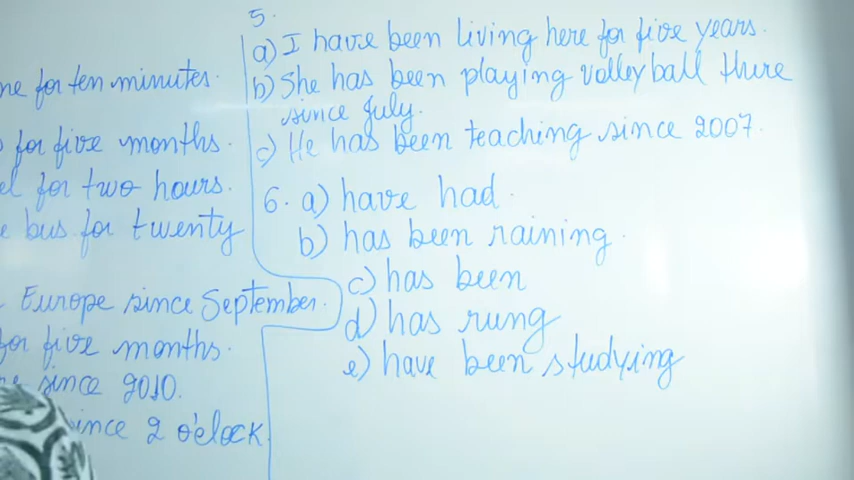 for ten minutes.
for five months.
for two hours.
bus for twenty
Europe since September.
for five months.
since 2010.
since 2 o'clock
5.
a) I have been living here for five years.
b) She has been playing volleyball there
since July.
c) He has been teaching since 2007.
6. a) have had.
b) has been raining.
c) has been
d) has rung
e) have been studying